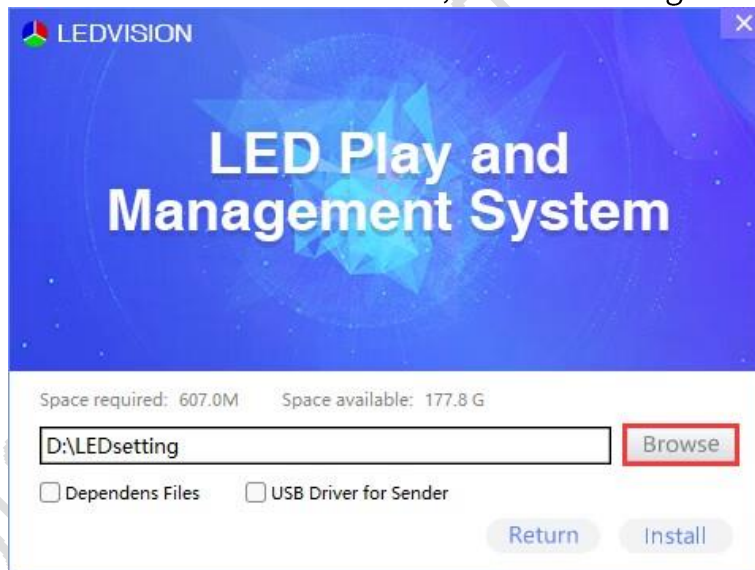 LEDVISION
LED Play and
Management System
Space required: 607.0M Space available: 177.8 G
D:\LEDsetting Browse
Dependens Files USB Driver for Sender
Return Install